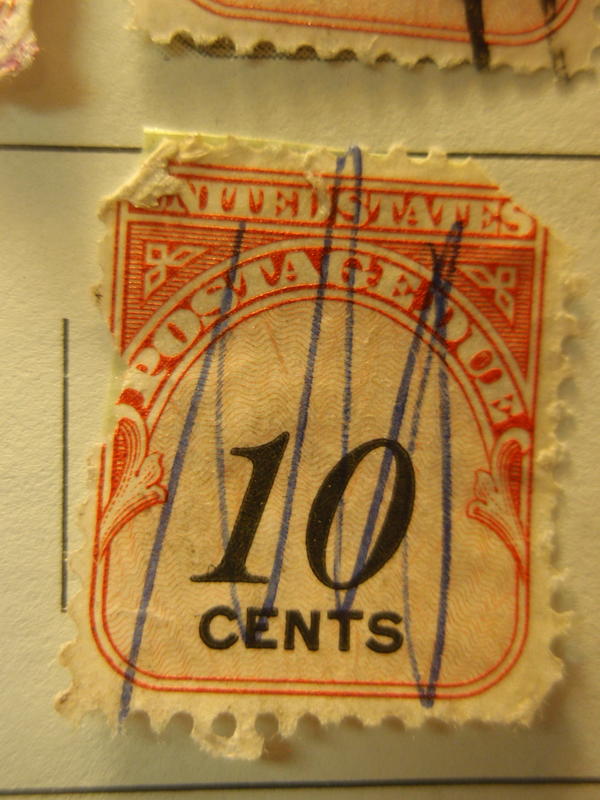 UNITED STATES
POSTAGE DUE
10
CENTS